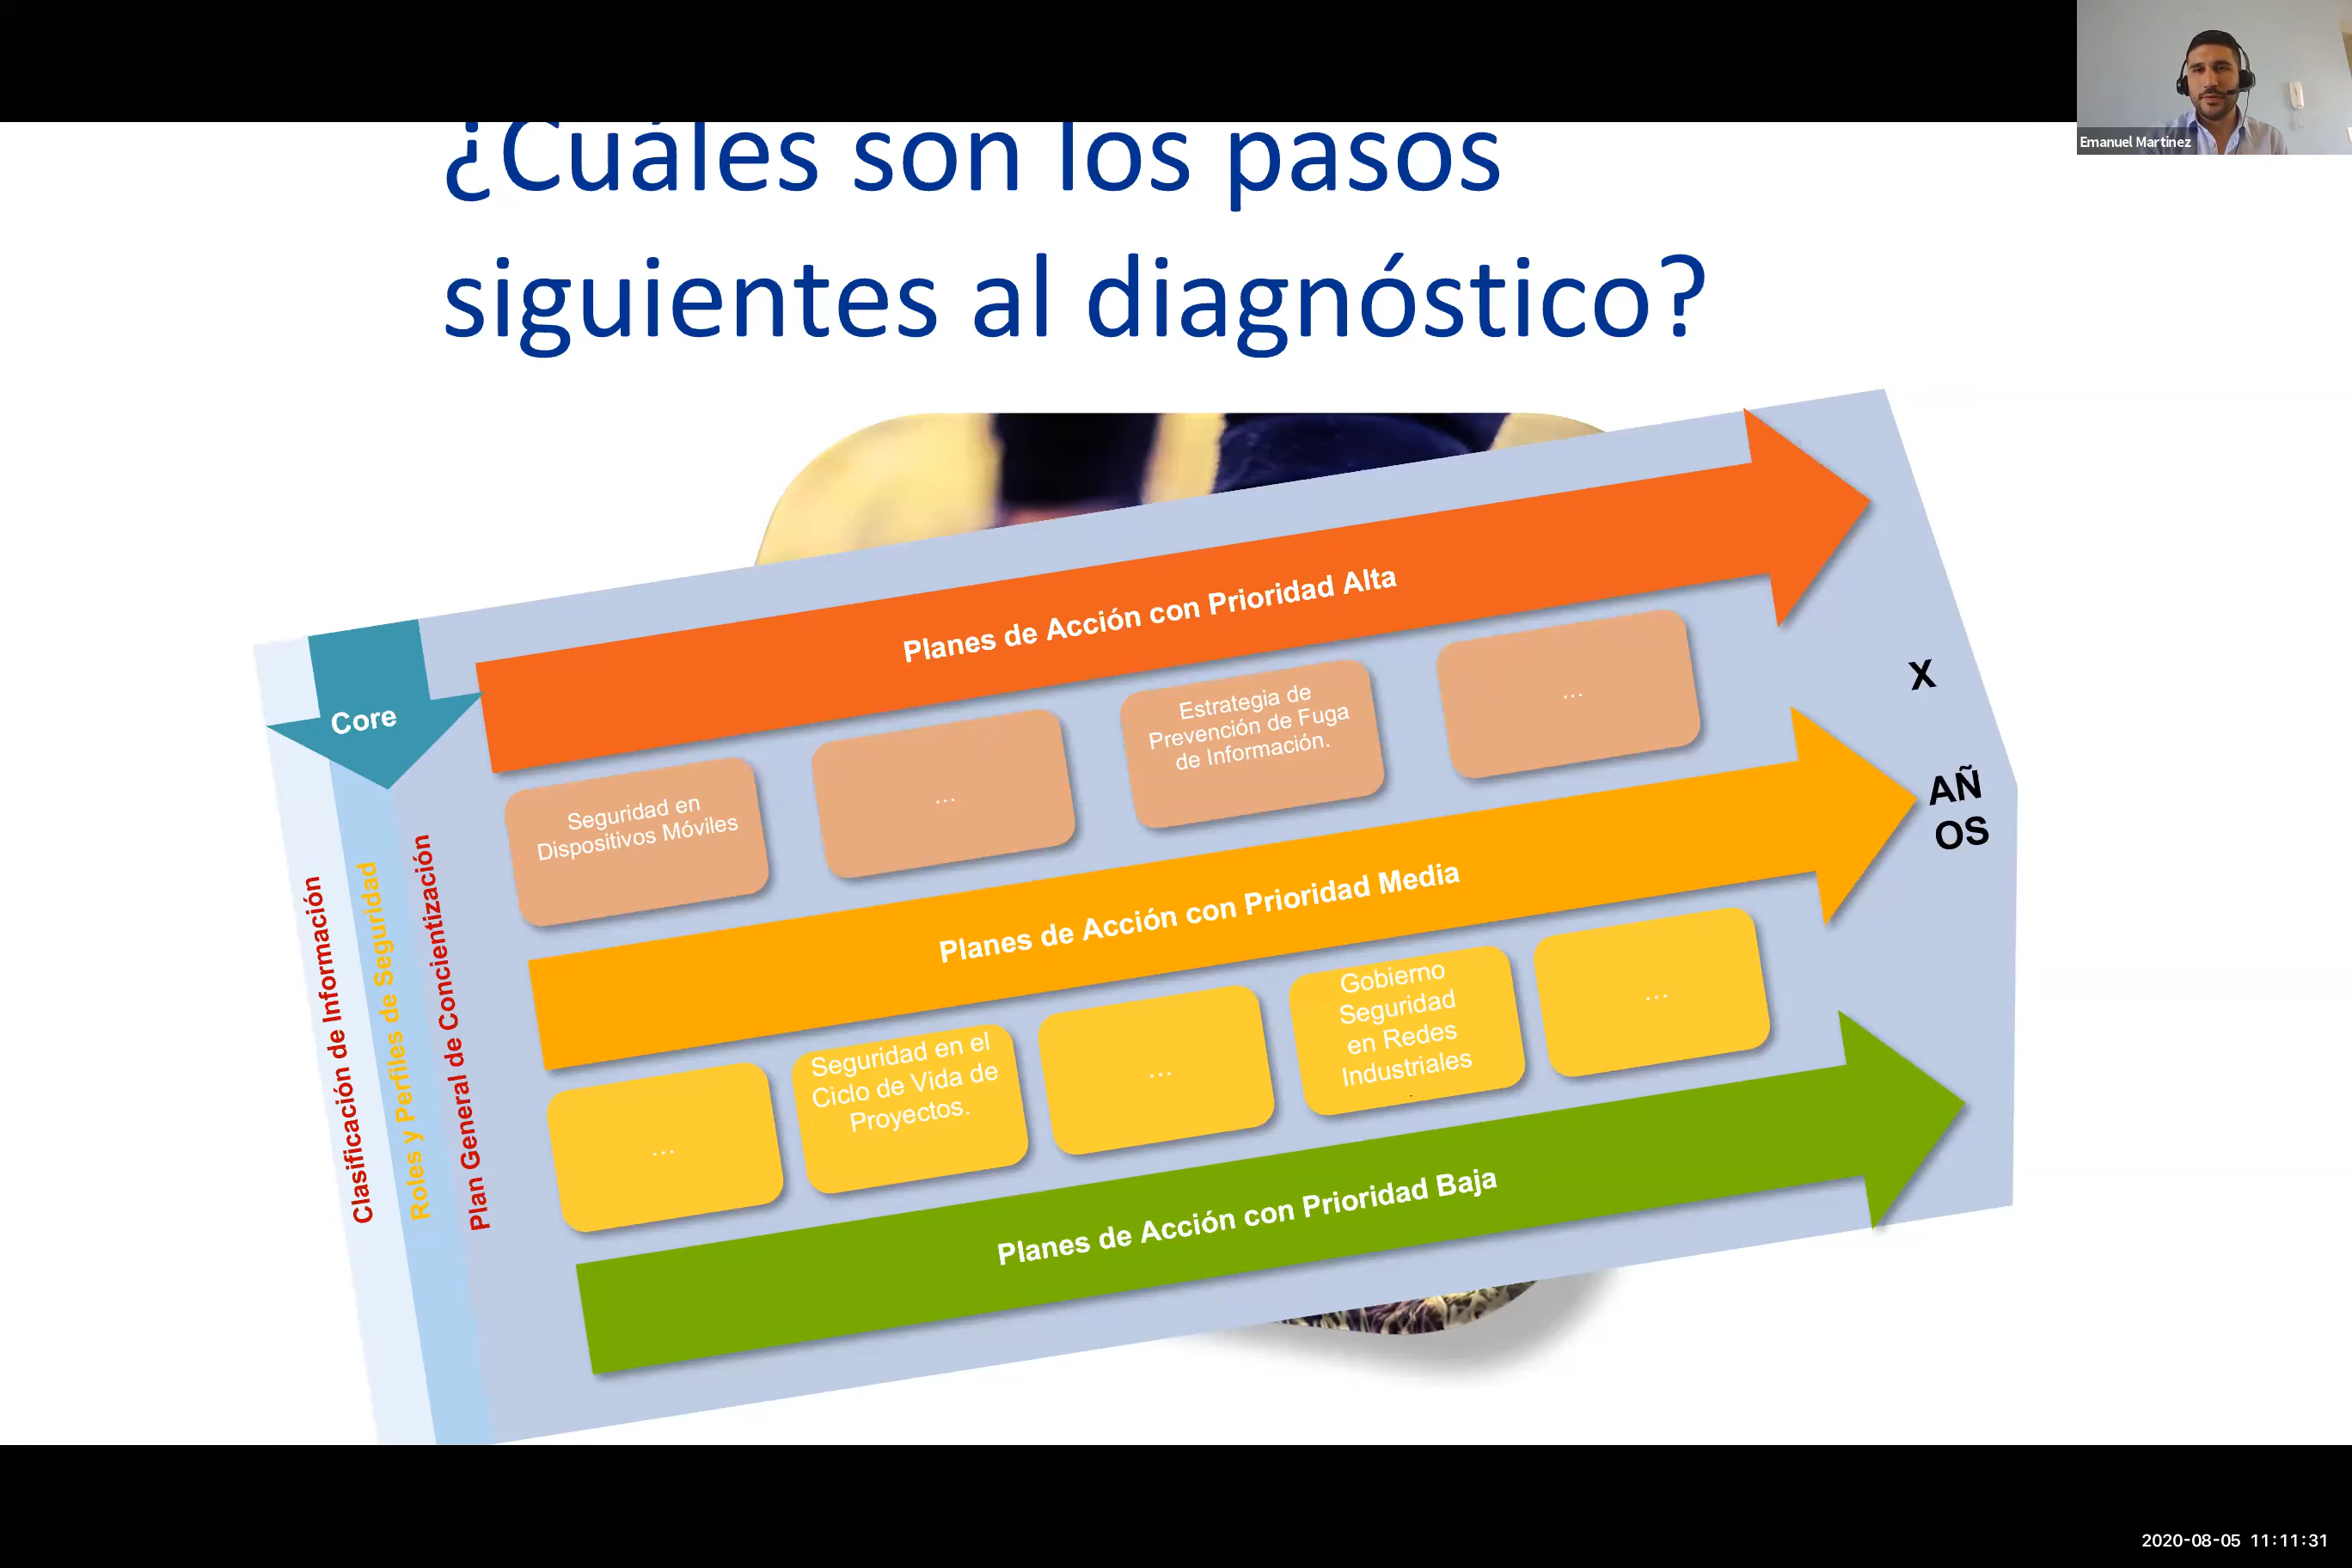 Emanuel Martinez
¿Cuáles son los pasos
siguientes al diagnóstico?
Core
Clasificación de Información
Roles y Perfiles de Seguridad
Plan General de Concientización
Planes de Acción con Prioridad Alta
Seguridad en
Dispositivos Móviles
...
Estrategia de
Prevención de Fuga
de Información.
...
X
AÑ
OS
Planes de Acción con Prioridad Media
...
Seguridad en el
Ciclo de Vida de
Proyectos.
...
Gobierno
Seguridad
en Redes
Industriales
.
...
Planes de Acción con Prioridad Baja
2020-08-05 11:11:31